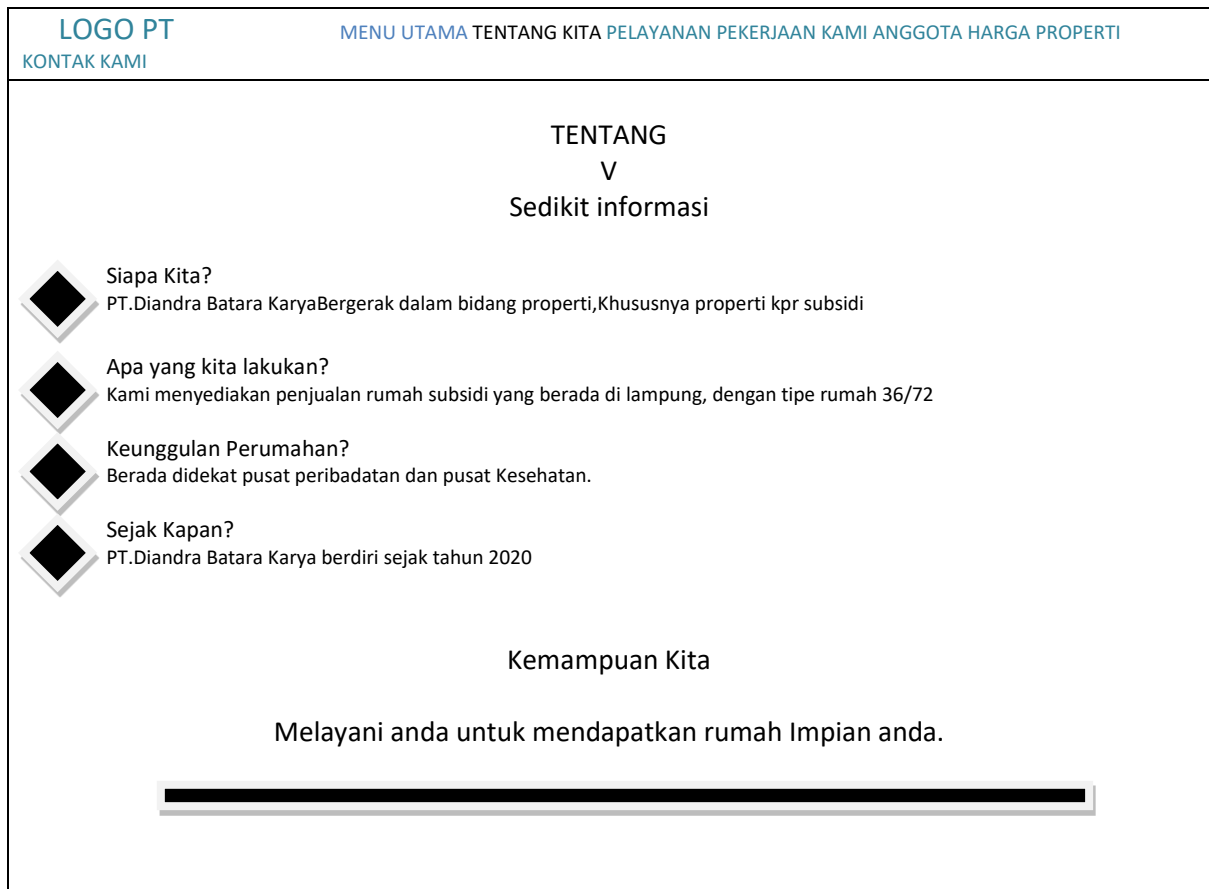 LOGO PT MENU UTAMA TENTANG KITA PELAYANAN PEKERJAAN KAMI ANGGOTA HARGA PROPERTI
KONTAK KAMI
TENTANG
V
Sedikit informasi
Siapa Kita?
PT.Diandra Batara KaryaBergerak dalam bidang properti,Khususnya properti kpr subsidi
Apa yang kita lakukan?
Kami menyediakan penjualan rumah subsidi yang berada di lampung, dengan tipe rumah 36/72
Keunggulan Perumahan?
Berada didekat pusat peribadatan dan pusat Kesehatan.
Sejak Kapan?
PT.Diandra Batara Karya berdiri sejak tahun 2020
Kemampuan Kita
Melayani anda untuk mendapatkan rumah Impian anda.